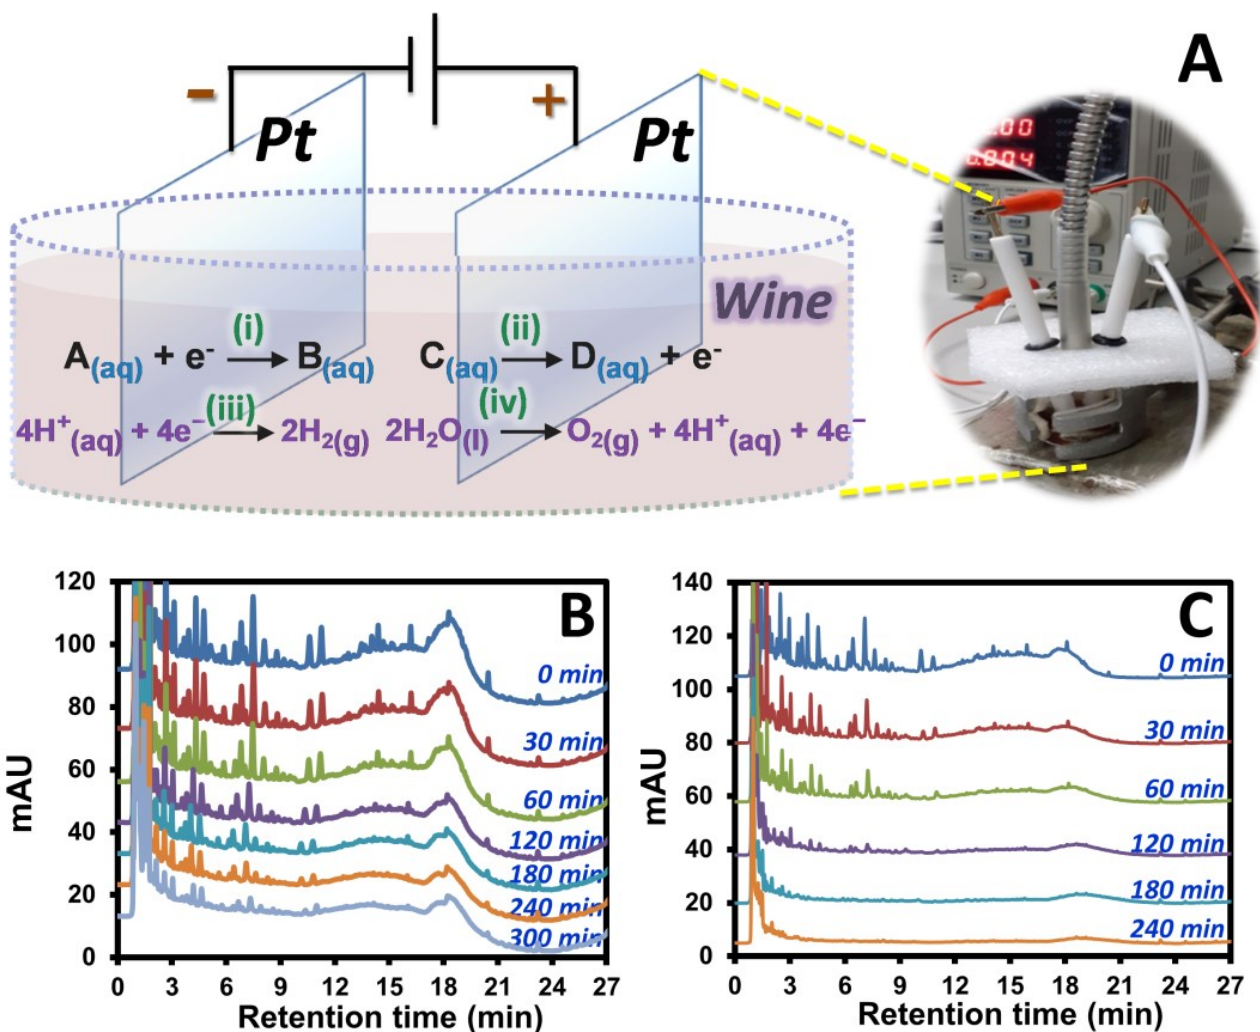 A
-
+
Pt
Pt
Wine
(i)
(ii)
A(aq) + e- → B(aq)
C(aq) → D(aq) + e-
(iii)
(iv)
4H+(aq) + 4e− → 2H2(g)
2H2O(l) → O2(g) + 4H+(aq) + 4e−
0.004
B
120
100
80
60
40
20
0
mAU
0 min
30 min
60 min
120 min
180 min
240 min
300 min
0 3 6 9 12 15 18 21 24 27
Retention time (min)
C
140
120
100
80
60
40
20
0
mAU
0 min
30 min
60 min
120 min
180 min
240 min
0 3 6 9 12 15 18 21 24 27
Retention time (min)